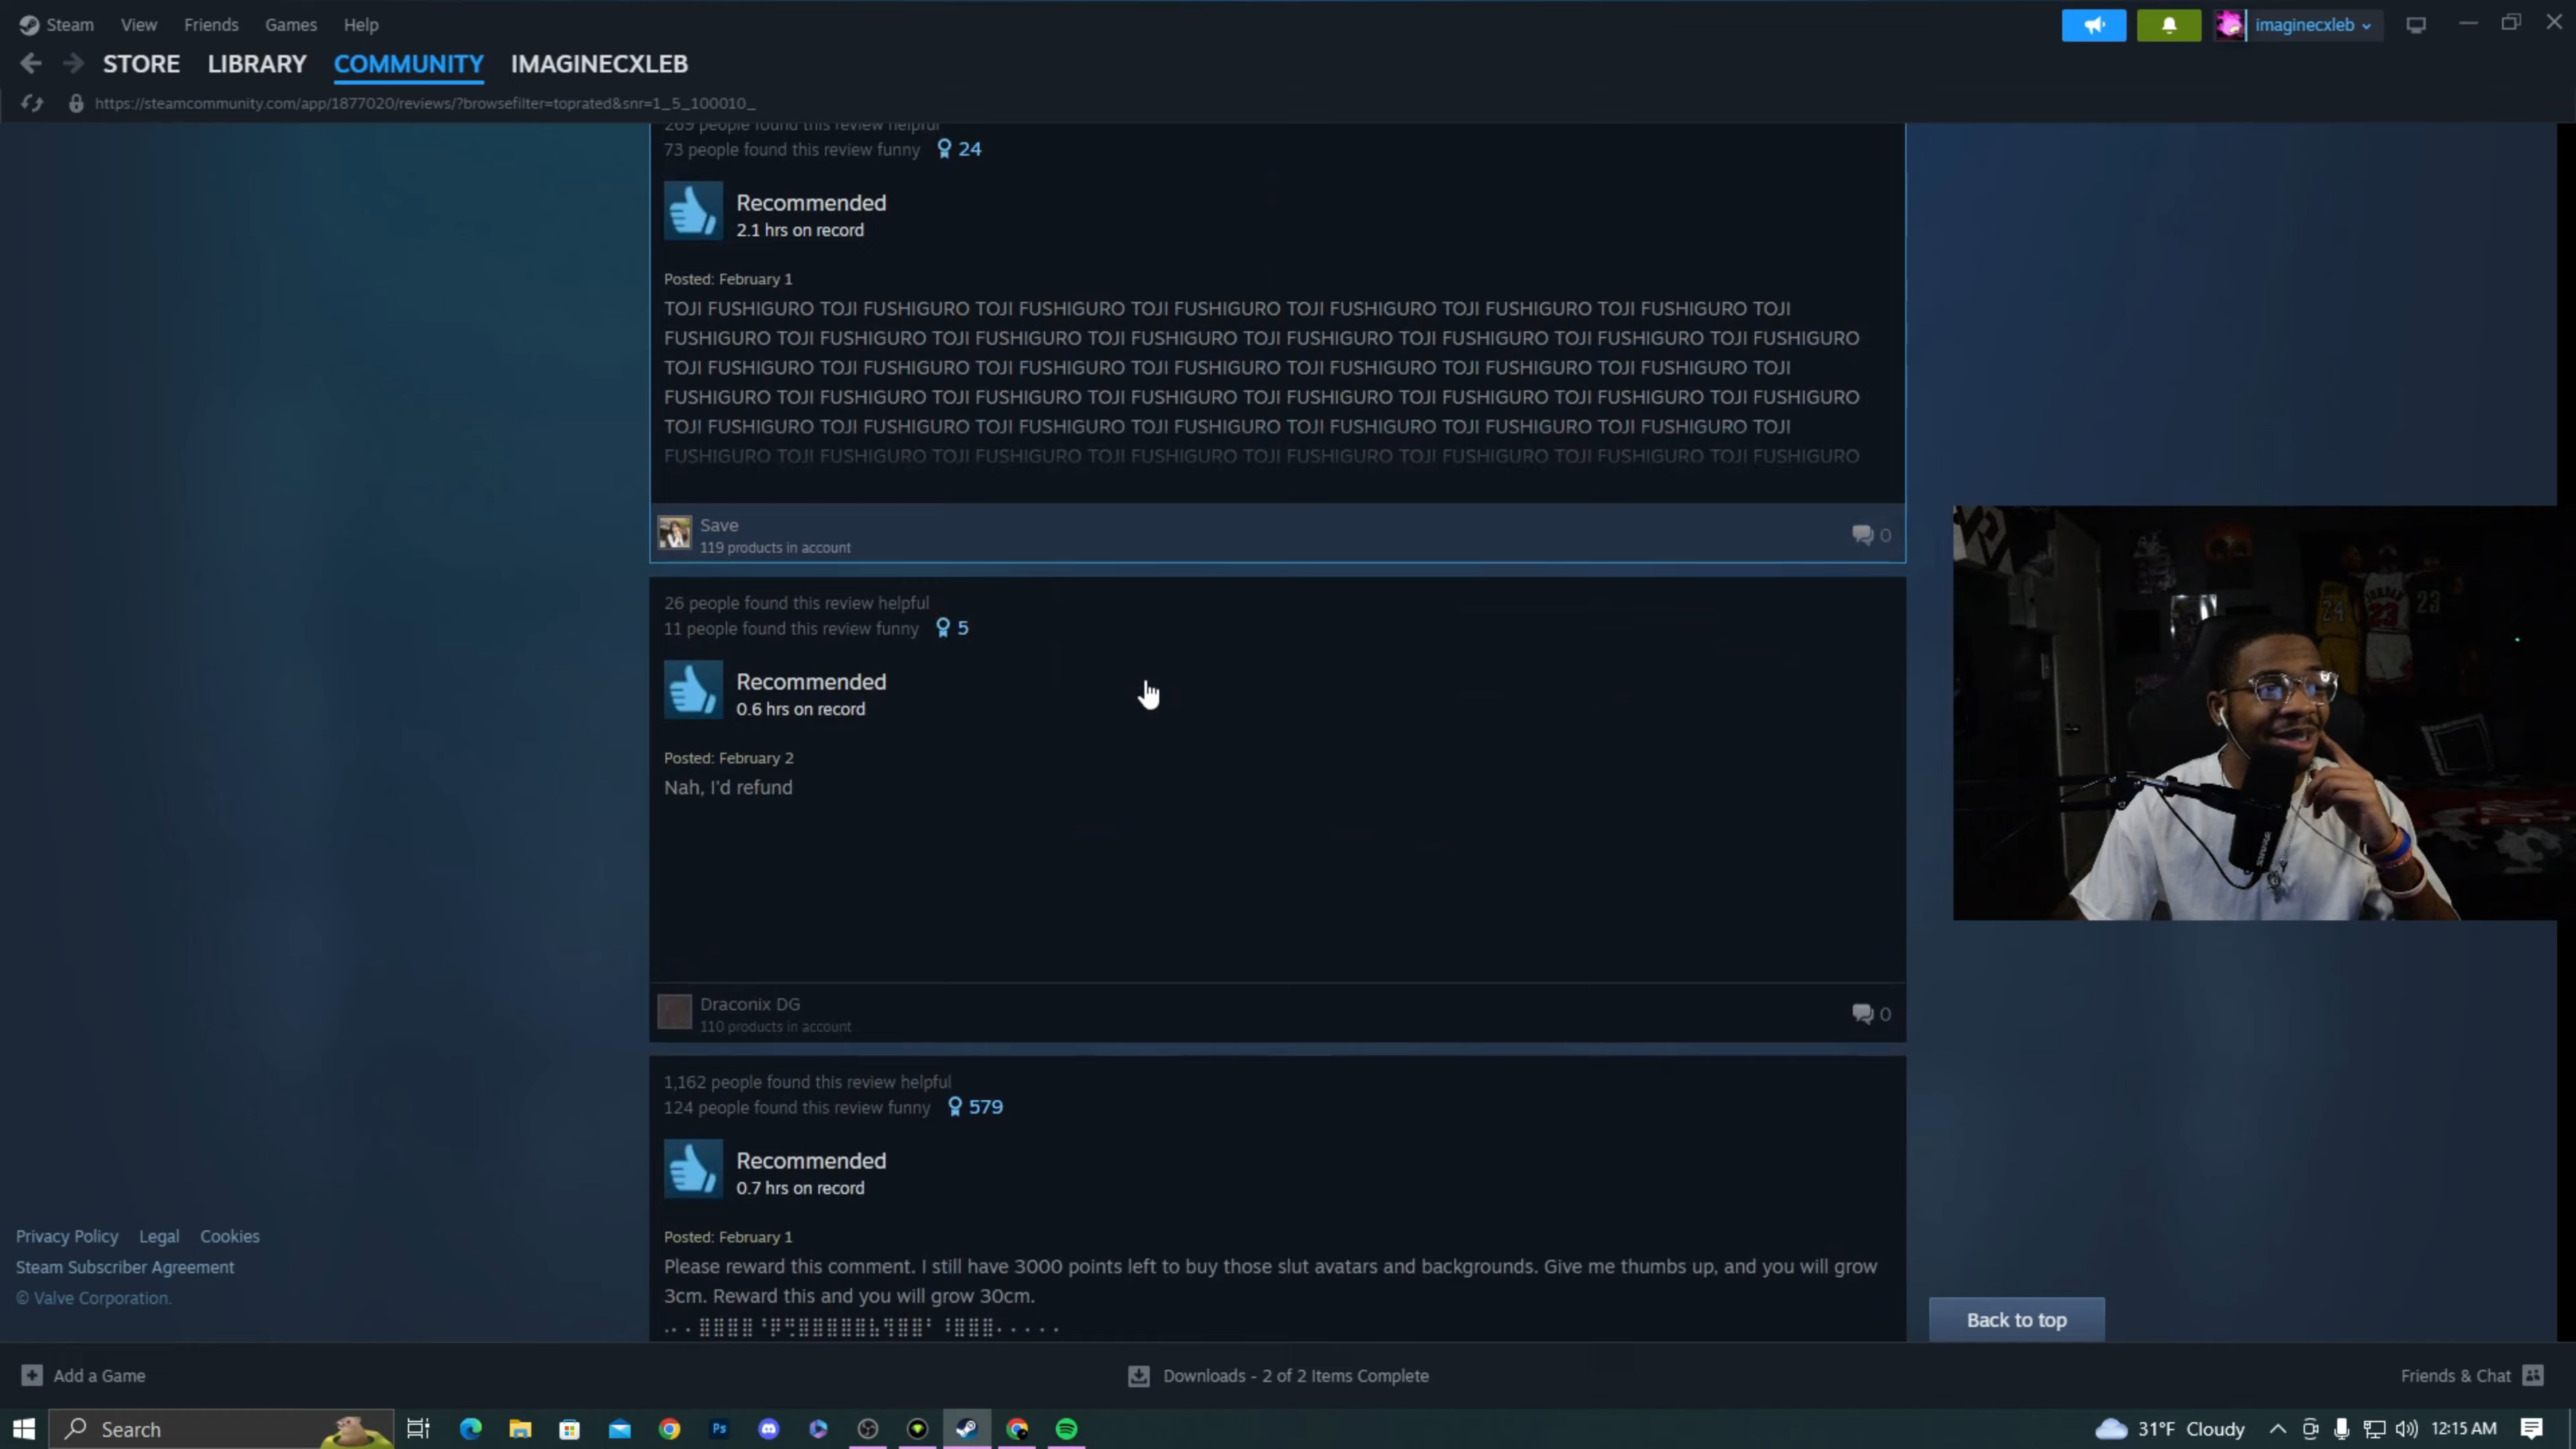 Steam View Friends Games Help
imaginecxleb
STORE LIBRARY COMMUNITY IMAGINECXLEB
https://steamcommunity.com/app/1877020/reviews/?browsefilter=toprated&snr=1_5_100010_
269 people found this review helpful
73 people found this review funny 24
Recommended
2.1 hrs on record
Posted: February 1
TOJI FUSHIGURO TOJI FUSHIGURO TOJI FUSHIGURO TOJI FUSHIGURO TOJI FUSHIGURO TOJI FUSHIGURO TOJI FUSHIGURO TOJI
FUSHIGURO TOJI FUSHIGURO TOJI FUSHIGURO TOJI FUSHIGURO TOJI FUSHIGURO TOJI FUSHIGURO TOJI FUSHIGURO TOJI FUSHIGURO
TOJI FUSHIGURO TOJI FUSHIGURO TOJI FUSHIGURO TOJI FUSHIGURO TOJI FUSHIGURO TOJI FUSHIGURO TOJI FUSHIGURO TOJI
FUSHIGURO TOJI FUSHIGURO TOJI FUSHIGURO TOJI FUSHIGURO TOJI FUSHIGURO TOJI FUSHIGURO TOJI FUSHIGURO TOJI FUSHIGURO
TOJI FUSHIGURO TOJI FUSHIGURO TOJI FUSHIGURO TOJI FUSHIGURO TOJI FUSHIGURO TOJI FUSHIGURO TOJI FUSHIGURO TOJI
FUSHIGURO TOJI FUSHIGURO TOJI FUSHIGURO TOJI FUSHIGURO TOJI FUSHIGURO TOJI FUSHIGURO TOJI FUSHIGURO TOJI FUSHIGURO
Save
119 products in account
0
26 people found this review helpful
11 people found this review funny 5
Recommended
0.6 hrs on record
Posted: February 2
Nah, I'd refund
Draconix DG
110 products in account
0
1,162 people found this review helpful
124 people found this review funny 579
Recommended
0.7 hrs on record
Posted: February 1
Please reward this comment. I still have 3000 points left to buy those slut avatars and backgrounds. Give me thumbs up, and you will grow
3cm. Reward this and you will grow 30cm.
24
JORDAN
23
23
Privacy Policy Legal Cookies
Steam Subscriber Agreement
© Valve Corporation.
Back to top
Add a Game
Downloads - 2 of 2 Items Complete
Friends & Chat
Search
Ps
31°F Cloudy
12:15 AM